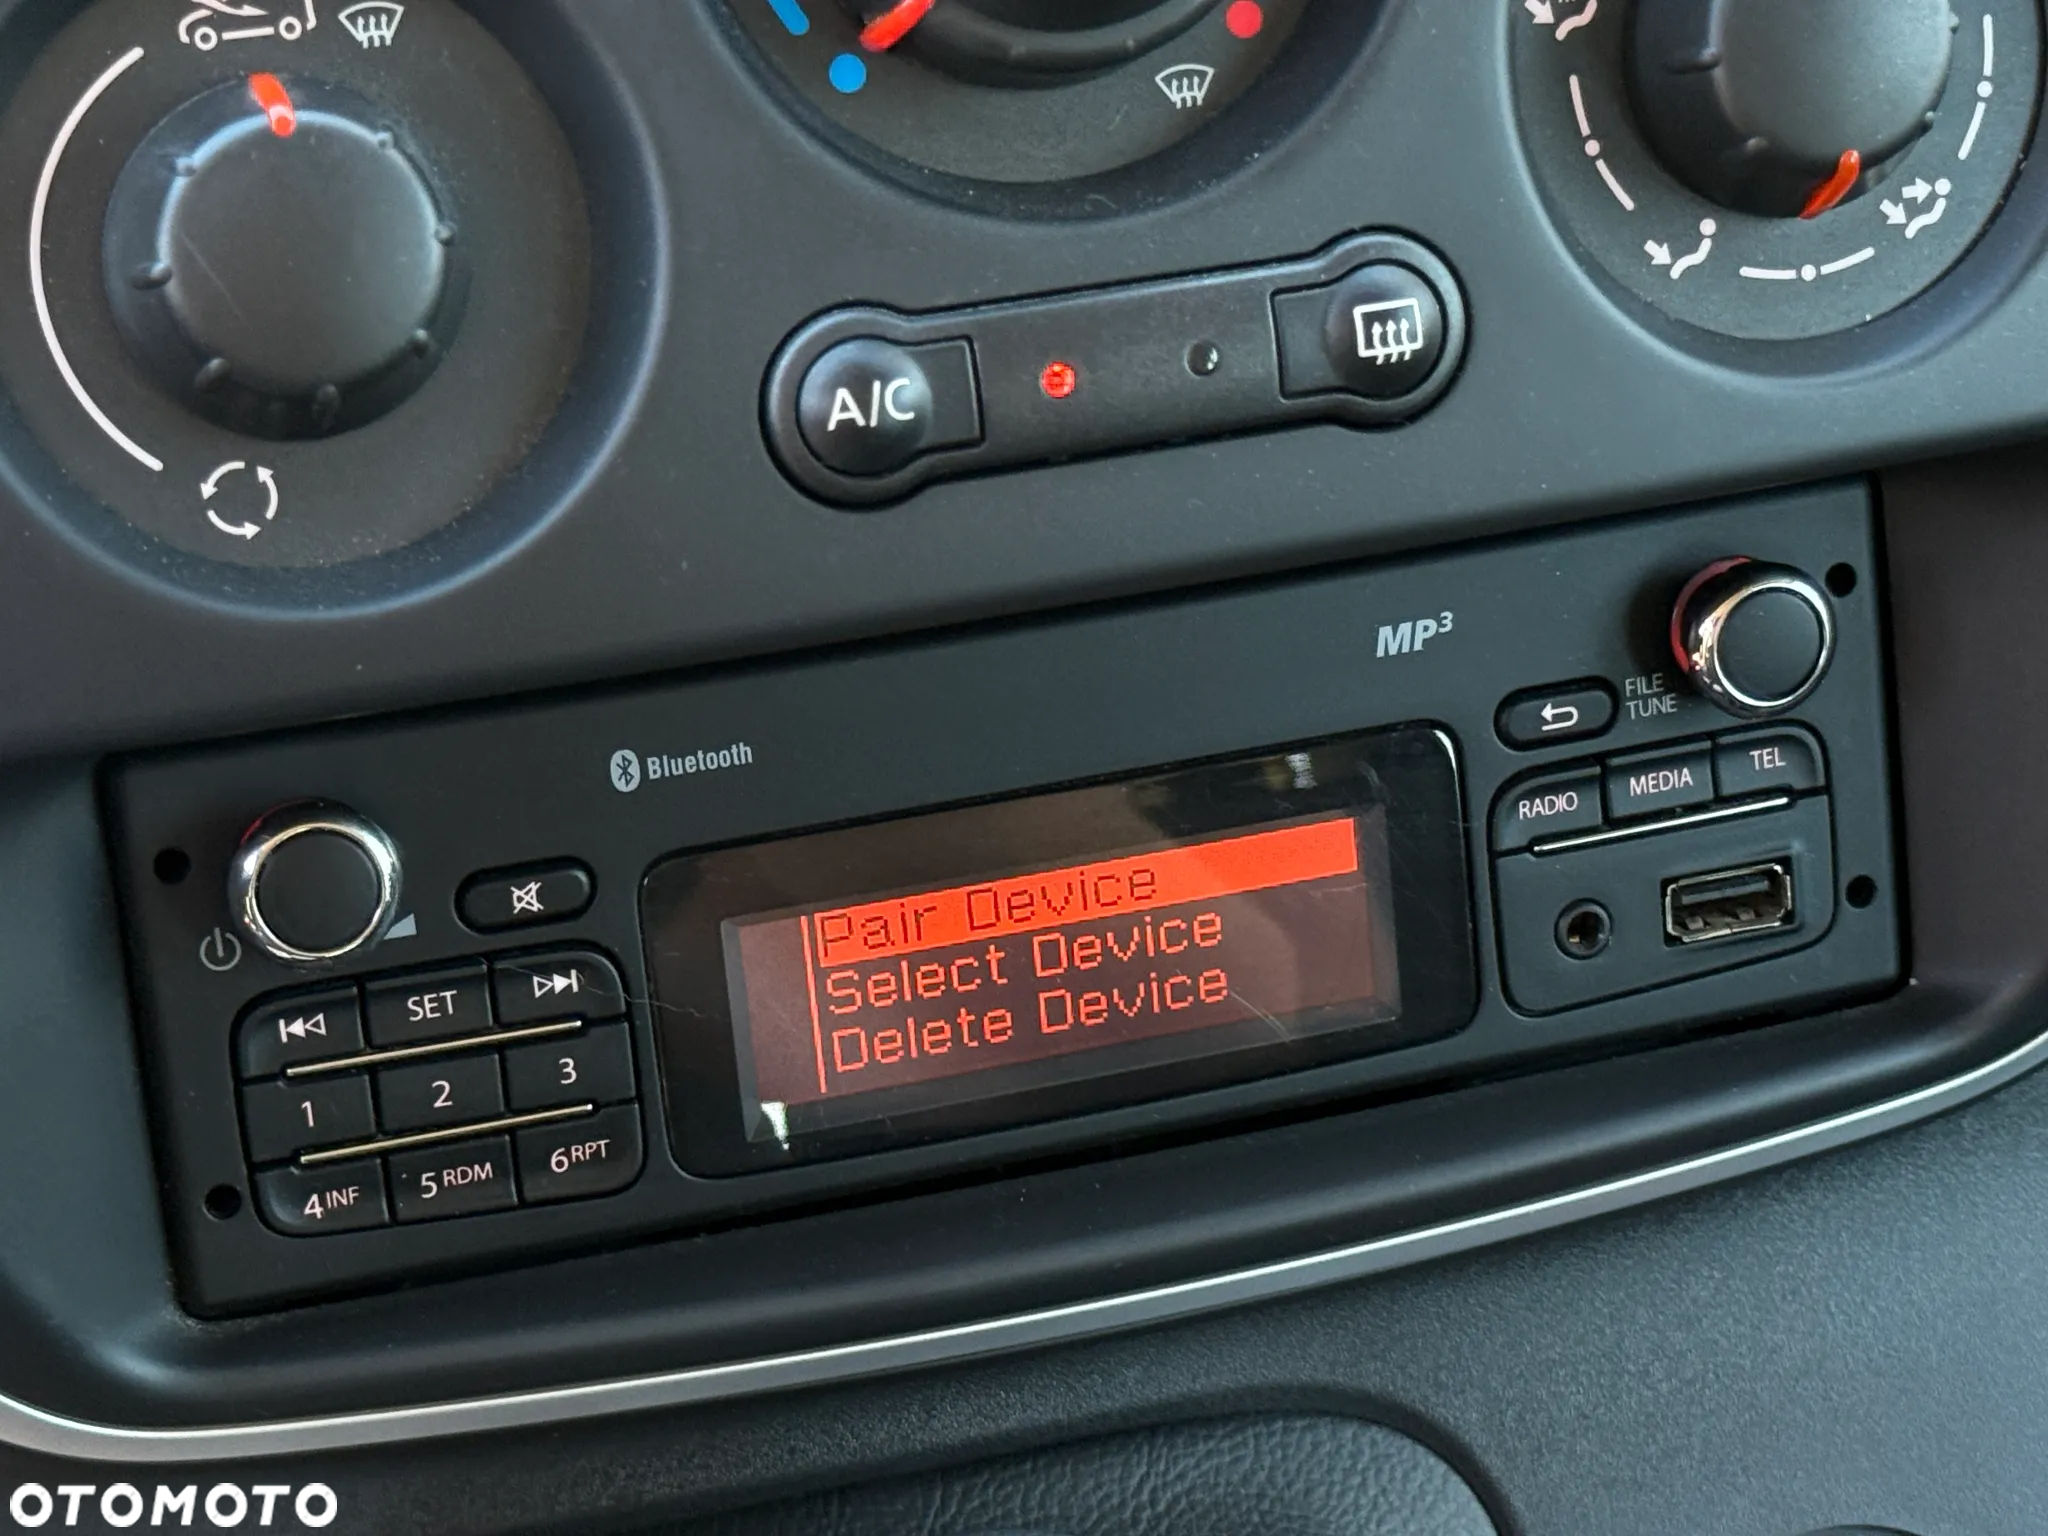 A/C
MP³
Bluetooth
FILE
TUNE
RADIO
MEDIA
TEL
Pair Device
Select Device
Delete Device
SET
1
2
3
4 INF
5 RDM
6 RPT
OTOMOTO